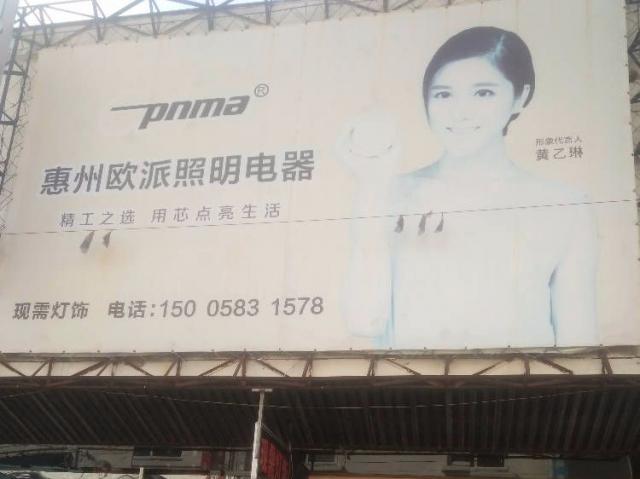 pnma®
惠州欧派照明电器
精工之选 用芯点亮生活
形象代言人
黄乙琳
现需灯饰 电话:150 0583 1578